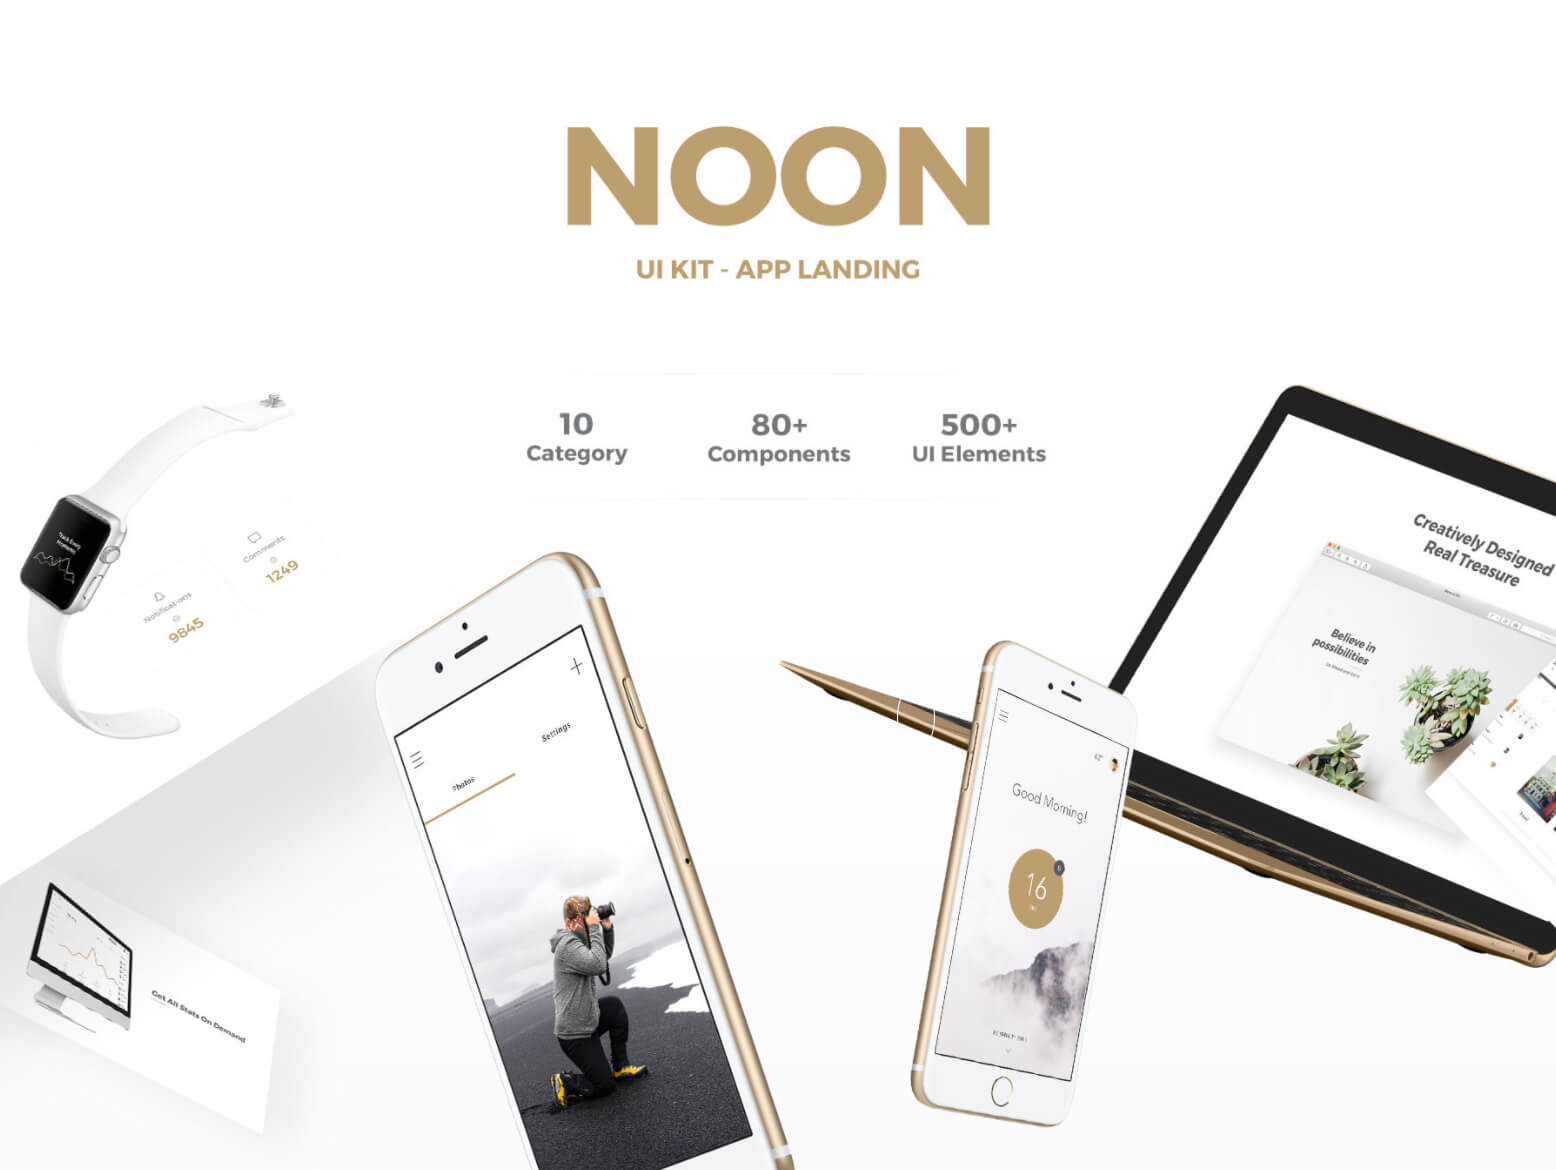 NOON
UI KIT - APP LANDING
10
Category
80+
Components
500+
UI Elements
Track Every
Moments
Comments
1249
Notifications
9845
Settings
Photos
Good Morning!
16
Creatively Designed
Real Treasure
Believe in
possibilities
Get All Stats On Demand